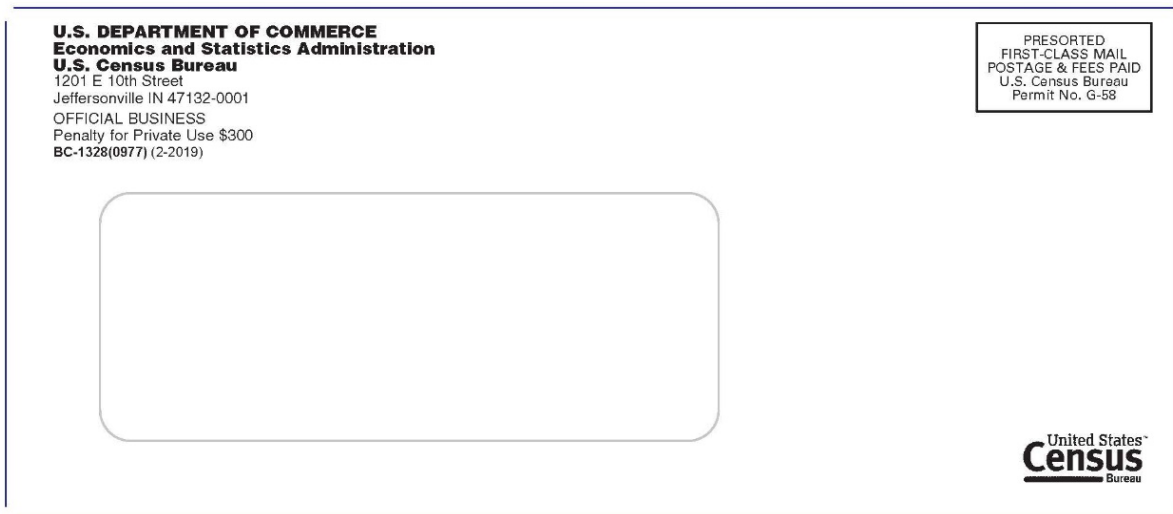 U.S. DEPARTMENT OF COMMERCE
Economics and Statistics Administration
U.S. Census Bureau
1201 E 10th Street
Jeffersonville IN 47132-0001
OFFICIAL BUSINESS
Penalty for Private Use $300
BC-1328(0977) (2-2019)
PRESORTED
FIRST-CLASS MAIL
POSTAGE & FEES PAID
U.S. Census Bureau
Permit No. G-58
United States™
Census
Bureau